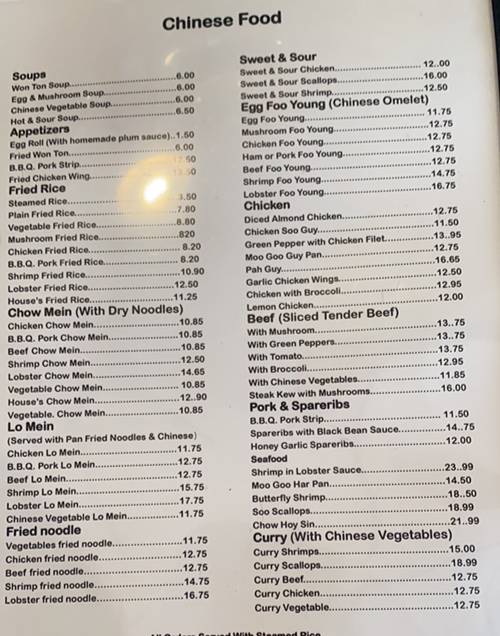 Chinese Food
Soups
Won Ton Soup.....6.00
Egg & Mushroom Soup.....6.00
Chinese Vegetable Soup.....6.00
Hot & Sour Soup.....6.50
Appetizers
Egg Roll (With homemade plum sauce)..1.50
Fried Won Ton.....6.00
B.B.Q. Pork Strip.....
Fried Chicken Wing.....
Fried Rice
Steamed Rice.....3.50
Plain Fried Rice.....7.80
Vegetable Fried Rice.....8.80
Mushroom Fried Rice.....820
Chicken Fried Rice.....8.20
B.B.Q. Pork Fried Rice.....8.20
Shrimp Fried Rice.....10.90
Lobster Fried Rice.....12.50
House's Fried Rice.....11.25
Chow Mein (With Dry Noodles)
Chicken Chow Mein.....10.85
B.B.Q. Pork Chow Mein.....10.85
Beef Chow Mein.....10.85
Shrimp Chow Mein.....12.50
Lobster Chow Mein.....14.65
Vegetable Chow Mein.....10.85
House's Chow Mein.....12..90
Vegetable. Chow Mein.....10.85
Lo Mein
(Served with Pan Fried Noodles & Chinese)
Chicken Lo Mein.....11.75
B.B.Q. Pork Lo Mein.....12.75
Beef Lo Mein.....12.75
Shrimp Lo Mein.....15.75
Lobster Lo Mein.....17.75
Chinese Vegetable Lo Mein.....11.75
Fried noodle
Vegetables fried noodle.....11.75
Chicken fried noodle.....12.75
Beef fried noodle.....12.75
Shrimp fried noodle.....14.75
Lobster fried noodle.....16.75
Sweet & Sour
Sweet & Sour Chicken.....12..00
Sweet & Sour Scallops.....16.00
Sweet & Sour Shrimp.....12.50
Egg Foo Young (Chinese Omelet)
Egg Foo Young.....11.75
Mushroom Foo Young.....12.75
Chicken Foo Young.....12.75
Ham or Pork Foo Young.....12.75
Beef Foo Young.....12.75
Shrimp Foo Young.....14.75
Lobster Foo Young.....16.75
Chicken
Diced Almond Chicken.....12.75
Chicken Soo Guy.....11.50
Green Pepper with Chicken Filet.....13..95
Moo Goo Guy Pan.....12.75
Pah Guy.....16.65
Garlic Chicken Wings.....12.50
Chicken with Broccoli.....12.95
Lemon Chicken.....12.00
Beef (Sliced Tender Beef)
With Mushroom.....13..75
With Green Peppers.....13..75
With Tomato.....13.75
With Broccoli.....12.95
With Chinese Vegetables.....11.85
Steak Kew with Mushrooms.....16.00
Pork & Spareribs
B.B.Q. Pork Strip.....11.50
Spareribs with Black Bean Sauce.....14..75
Honey Garlic Spareribs.....12.00
Seafood
Shrimp in Lobster Sauce.....23..99
Moo Goo Har Pan.....14.50
Butterfly Shrimp.....18..50
Soo Scallops.....18.99
Chow Hoy Sin.....21..99
Curry (With Chinese Vegetables)
Curry Shrimps.....15.00
Curry Scallops.....18.99
Curry Beef.....12.75
Curry Chicken.....12.75
Curry Vegetable.....12.75
All Orders Served With Steamed Rice